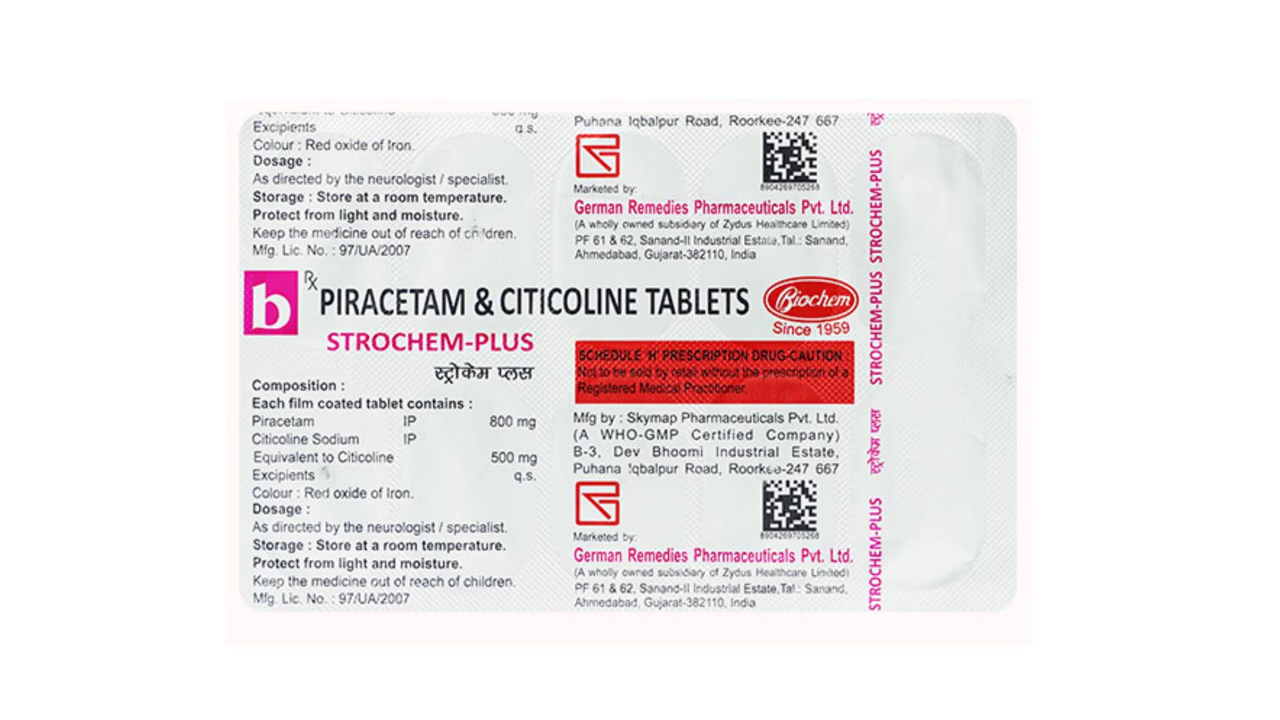 Excipients q.s.
Colour : Red oxide of Iron.
Dosage :
As directed by the neurologist / specialist.
Storage : Store at a room temperature.
Protect from light and moisture.
Keep the medicine out of reach of children.
Mfg. Lic. No. : 97/UA/2007
Puhana Iqbalpur Road, Roorkee-247 667
8904269705268
Marketed by:
German Remedies Pharmaceuticals Pvt. Ltd.
(A wholly owned subsidiary of Zydus Healthcare Limited)
PF 61 & 62, Sanand-II Industrial Estate,Tal.: Sanand,
Ahmedabad, Gujarat-382110, India
b
Rx
PIRACETAM & CITICOLINE TABLETS
Biochem
Since 1959
STROCHEM-PLUS
स्ट्रोकेम प्लस
Composition :
Each film coated tablet contains :
Piracetam IP 800 mg
Citicoline Sodium IP
Equivalent to Citicoline 500 mg
Excipients q.s.
Colour : Red oxide of Iron.
Dosage :
As directed by the neurologist / specialist.
Storage : Store at a room temperature.
Protect from light and moisture.
Keep the medicine out of reach of children.
Mfg. Lic. No. : 97/UA/2007
SCHEDULE 'H' PRESCRIPTION DRUG-CAUTION
Not to be sold by retail without the prescription of a
Registered Medical Practitioner.
Mfg by : Skymap Pharmaceuticals Pvt. Ltd.
(A WHO-GMP Certified Company)
B-3, Dev Bhoomi Industrial Estate,
Puhana Iqbalpur Road, Roorkee-247 667
8904269705268
Marketed by:
German Remedies Pharmaceuticals Pvt. Ltd.
(A wholly owned subsidiary of Zydus Healthcare Limited)
PF 61 & 62, Sanand-II Industrial Estate,Tal.: Sanand,
Ahmedabad, Gujarat-382110, India
STROCHEM-PLUS
STROCHEM-PLUS
स्ट्रोकेम प्लस
STROCHEM-PLUS